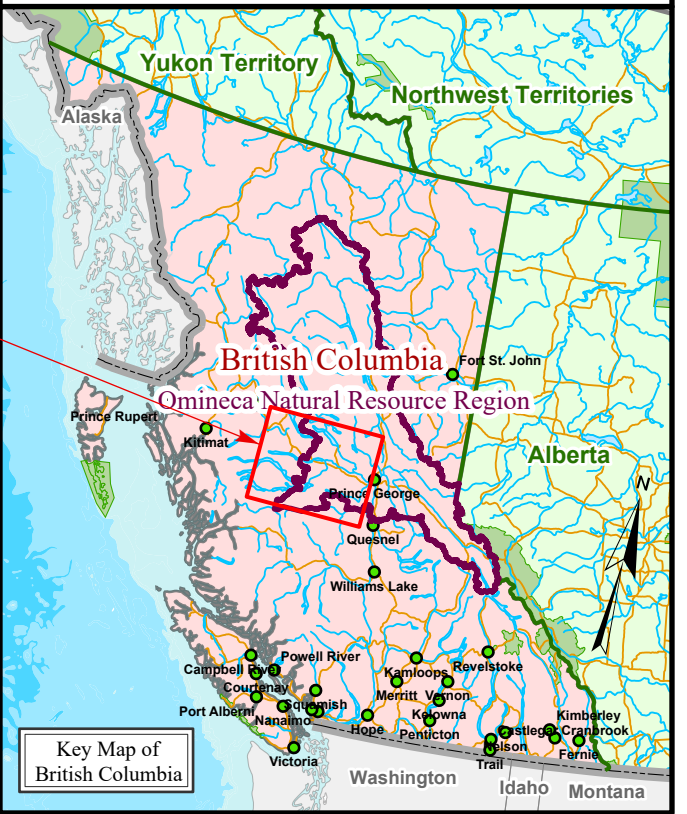 Yukon Territory
Northwest Territories
Alaska
British Columbia
Fort St. John
Omineca Natural Resource Region
Prince Rupert
Kitimat
Alberta
N
Prince George
Quesnel
Williams Lake
Powell River
Campbell River
Kamloops
Revelstoke
Courtenay
Merritt
Vernon
Squamish
Port Alberni
Nanaimo
Kelowna
Kimberley
Hope
Penticton
Castlegar
Cranbrook
Nelson
Fernie
Victoria
Trail
Key Map of
British Columbia
Washington
Idaho
Montana